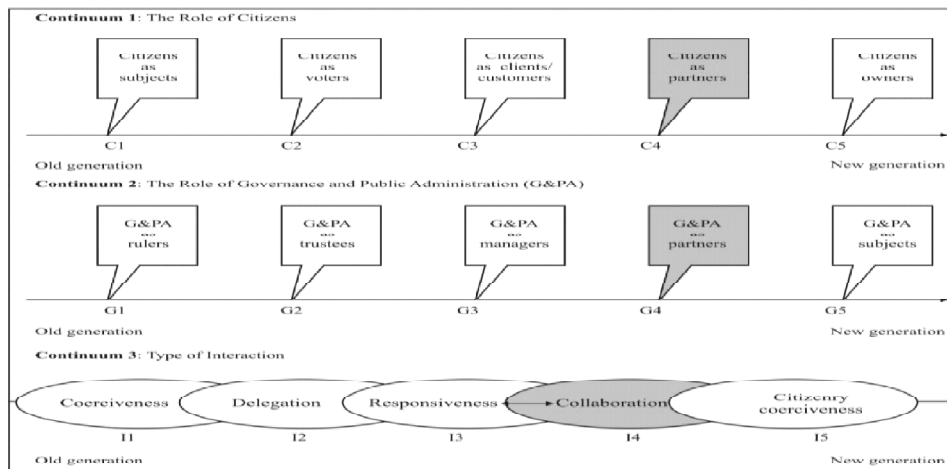 Continuum 1: The Role of Citizens
Citizens
as
subjects
Citizens
as
voters
Citizens
as clients/
customers
Citizens
as
partners
Citizens
as
owners
C1
C2
C3
C4
C5
Old generation
New generation
Continuum 2: The Role of Governance and Public Administration (G&PA)
G&PA
as
rulers
G&PA
as
trustees
G&PA
as
managers
G&PA
as
partners
G&PA
as
subjects
G1
G2
G3
G4
G5
Old generation
New generation
Continuum 3: Type of Interaction
Coerciveness
Delegation
Responsiveness
Collaboration
Citizenry
coerciveness
I1
I2
I3
I4
I5
Old generation
New generation